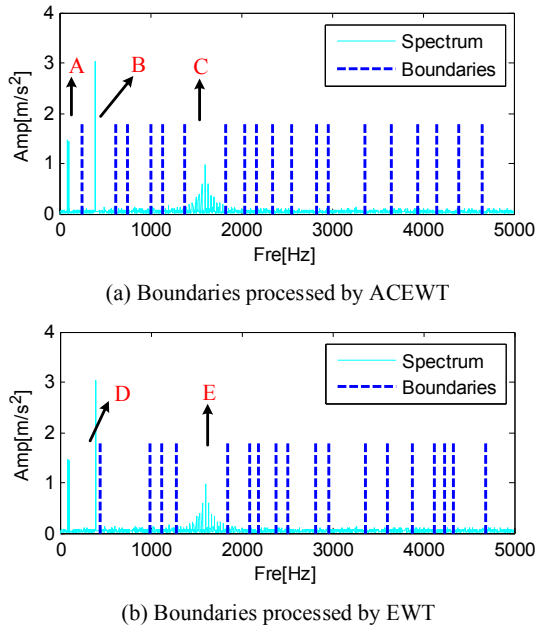 4
3
2
1
0
Amp[m/s²]
A
B
C
Spectrum
Boundaries
0 1000 2000 3000 4000 5000
Fre[Hz]
(a) Boundaries processed by ACEWT
4
3
2
1
0
Amp[m/s²]
D
E
Spectrum
Boundaries
0 1000 2000 3000 4000 5000
Fre[Hz]
(b) Boundaries processed by EWT